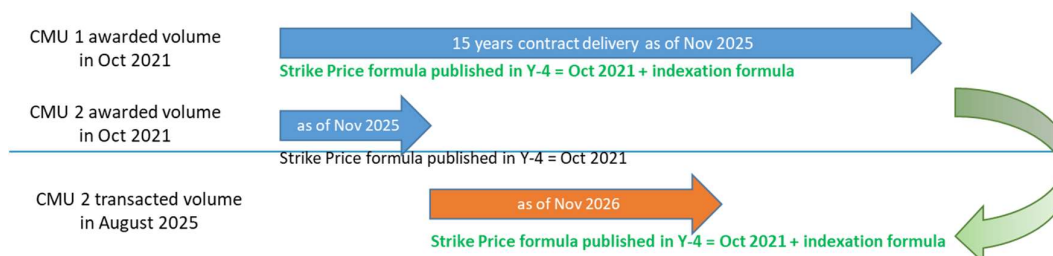 CMU 1 awarded volume
in Oct 2021
15 years contract delivery as of Nov 2025
Strike Price formula published in Y-4 = Oct 2021 + indexation formula
CMU 2 awarded volume
in Oct 2021
as of Nov 2025
Strike Price formula published in Y-4 = Oct 2021
CMU 2 transacted volume
in August 2025
as of Nov 2026
Strike Price formula published in Y-4 = Oct 2021 + indexation formula